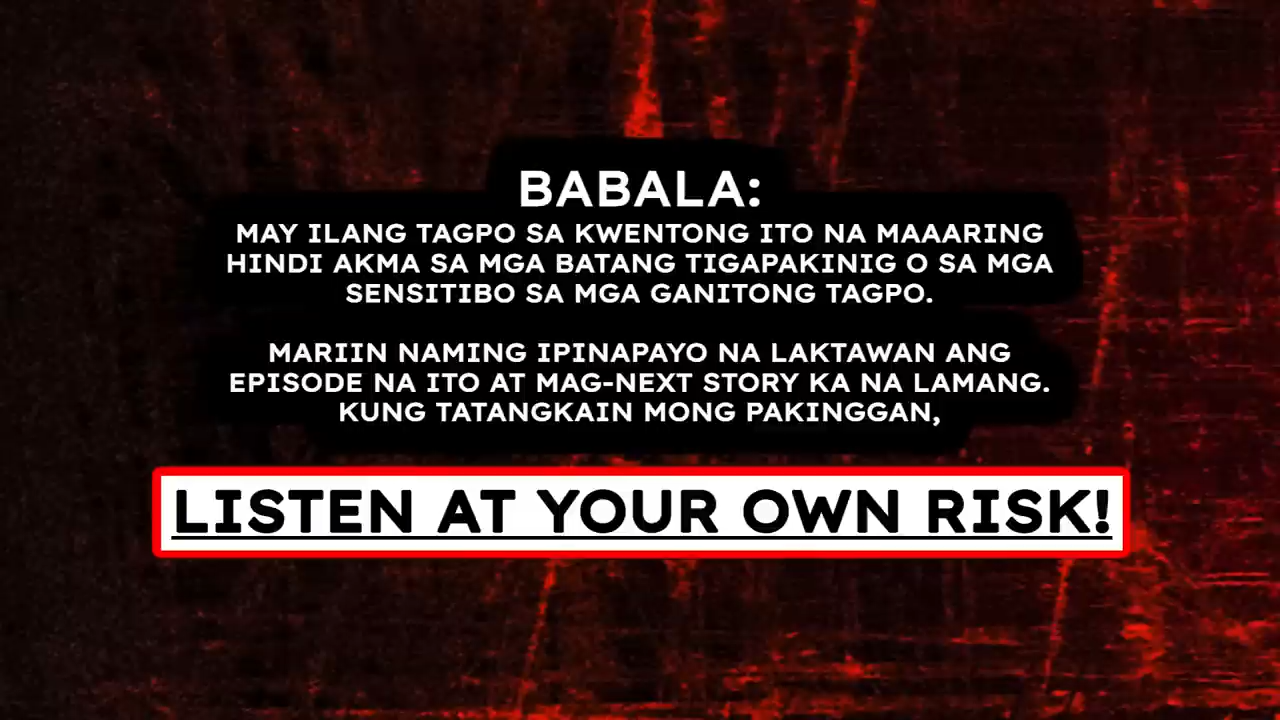 BABALA:
MAY ILANG TAGPO SA KWENTONG ITO NA MAAARING
HINDI AKMA SA MGA BATANG TIGAPAKINIG O SA MGA
SENSITIBO SA MGA GANITONG TAGPO.
MARIIN NAMING IPINAPAYO NA LAKTAWAN ANG
EPISODE NA ITO AT MAG-NEXT STORY KA NA LAMANG.
KUNG TATANGKAIN MONG PAKINGGAN,
LISTEN AT YOUR OWN RISK!